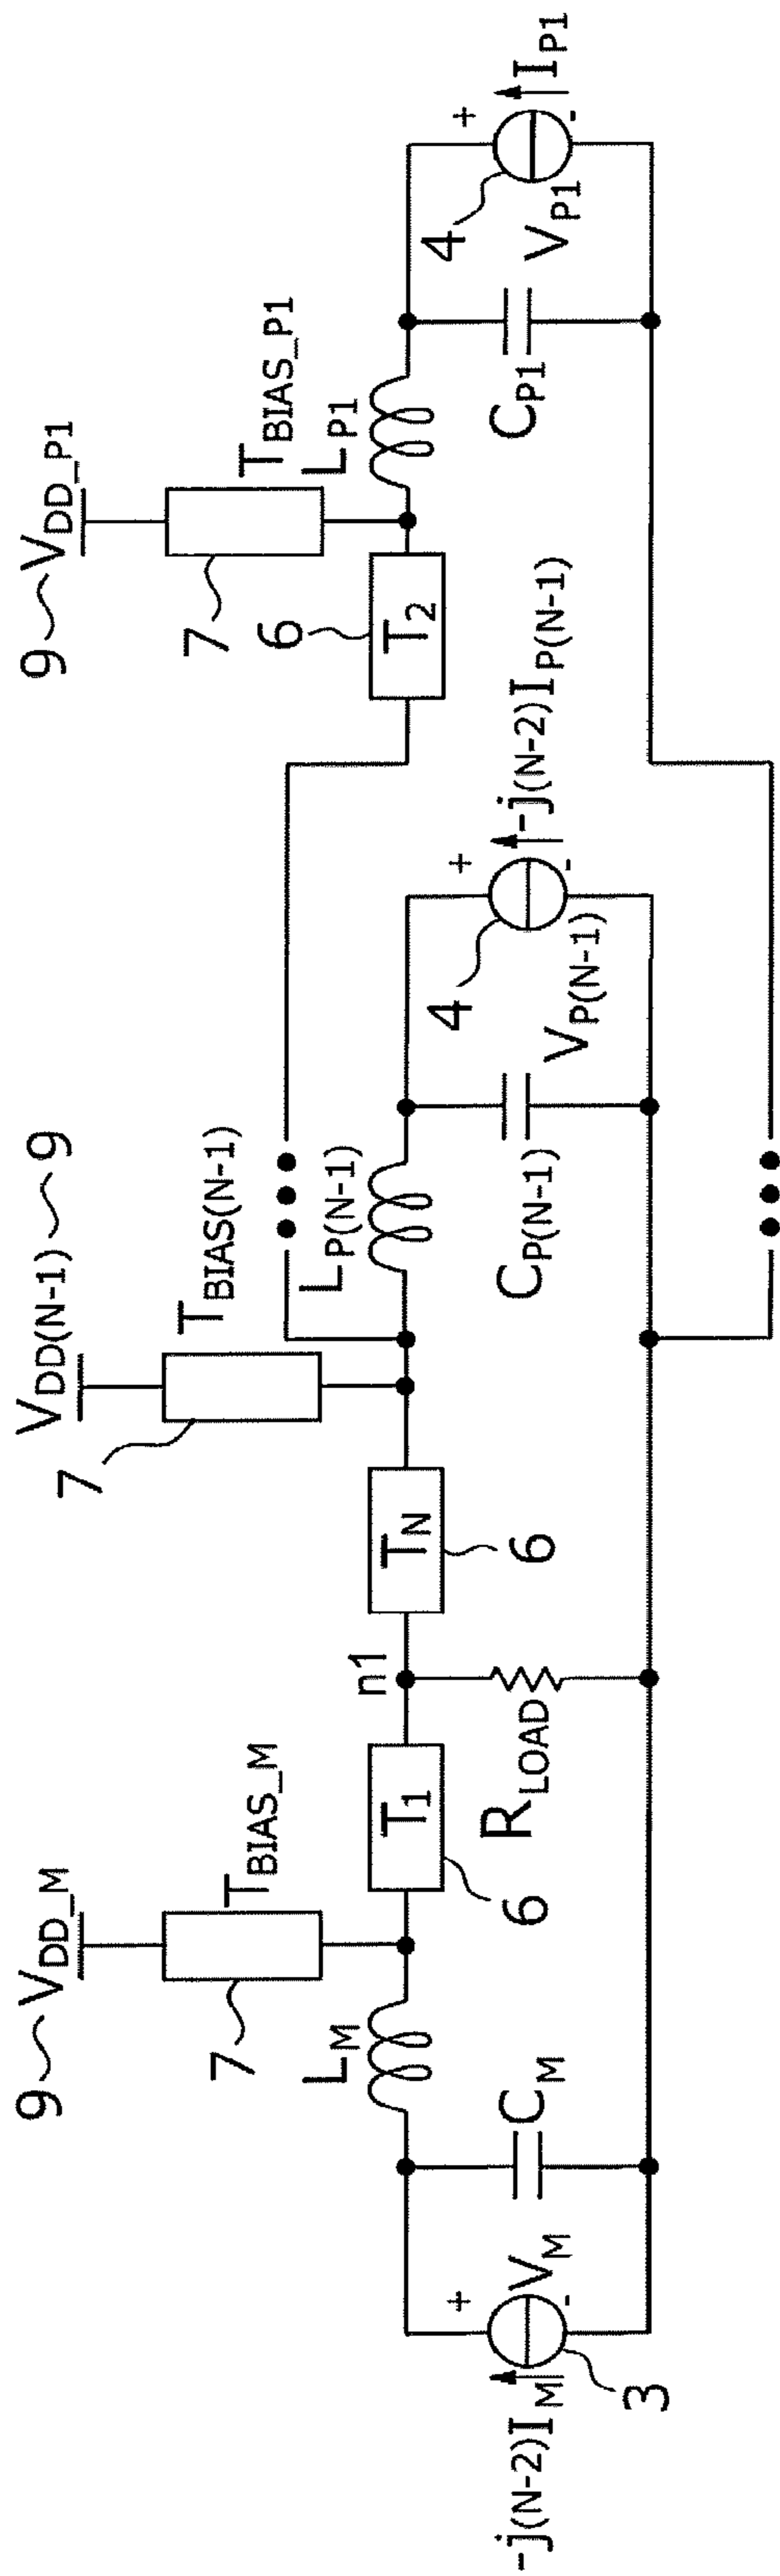 9 V_DD_M
V_DD(N-1) 9
9 V_DD_P1
7 T_BIAS_M
7 T_BIAS(N-1)
7 T_BIAS_P1
L_M
T_1
6
n1
T_N
6
L_P(N-1)
6
T_2
L_P1
-j(N-2)I_M
3
V_M
+
-
C_M
R_LOAD
C_P(N-1)
V_P(N-1)
4
+
-
-j(N-2)I_P(N-1)
C_P1
V_P1
4
+
-
I_P1